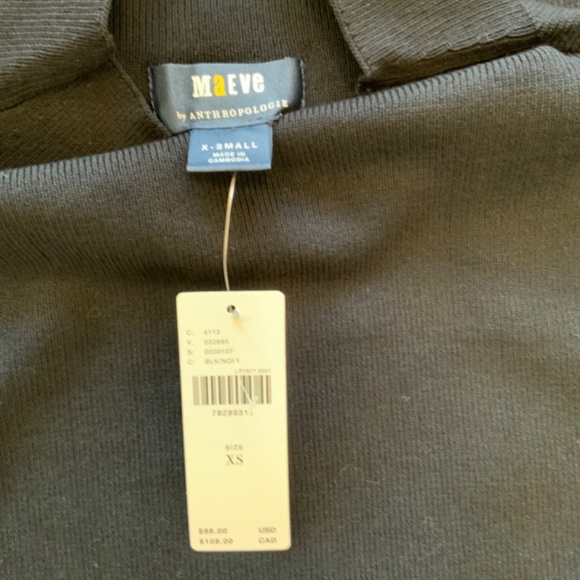 MaEve
by ANTHROPOLOGIE
X-SMALL
MADE IN
CAMBODIA
C: 4113
V: 022695
S: 0000107
C: BLK/NOI/1
SIZE
XS
$98.00 USD
$108.00 CAD